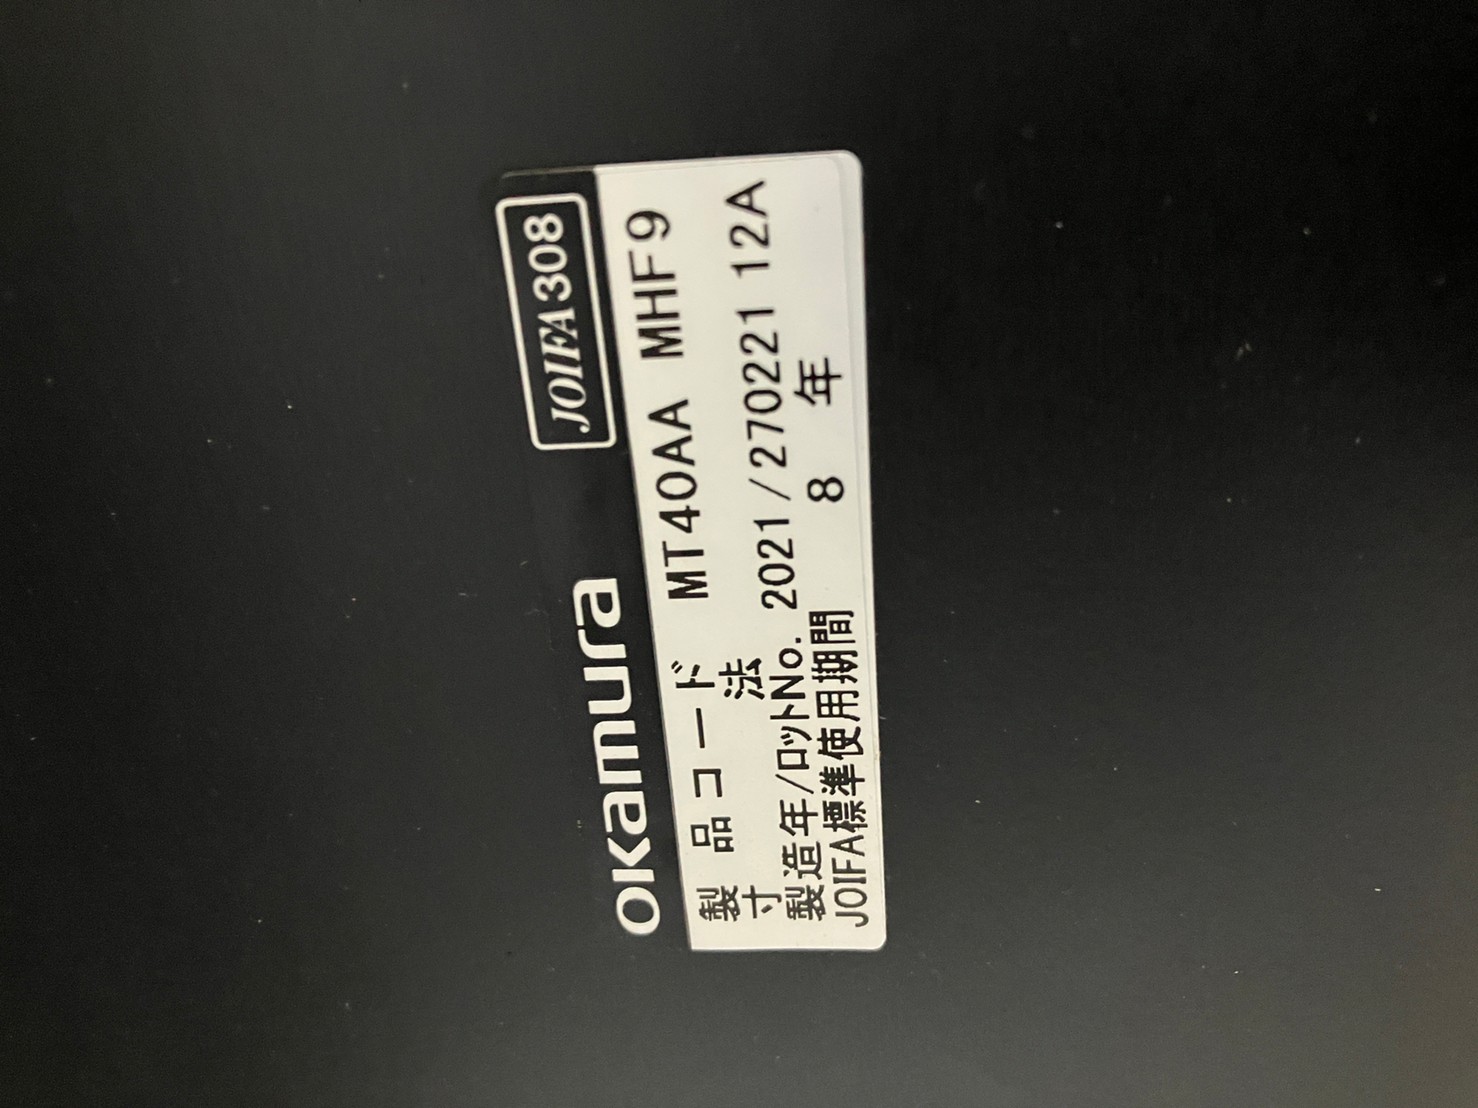 okamura JOIFA308
製品コード MT40AA MHF9
寸法
製造年/ロットNo. 2021/270221 12A
JOIFA標準使用期間 8 年